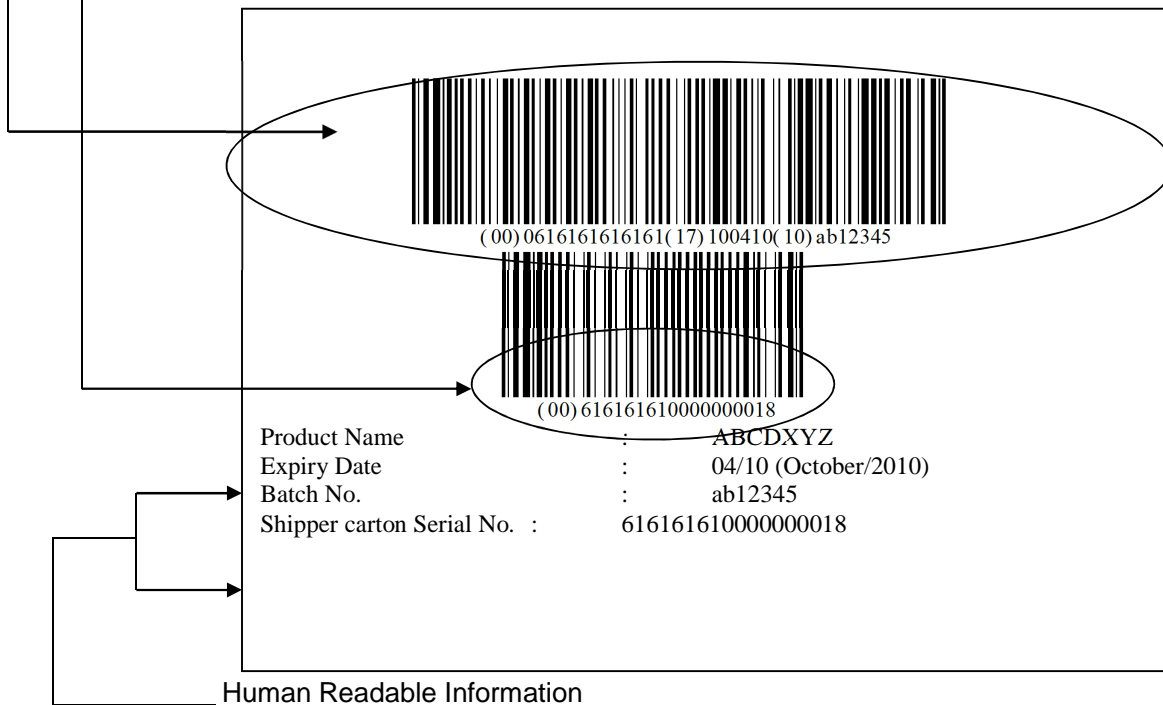 (00)0616161616161(17)100410(10)ab12345
(00)616161610000000018
Product Name : ABCDXYZ
Expiry Date : 04/10 (October/2010)
Batch No. : ab12345
Shipper carton Serial No. : 616161610000000018
Human Readable Information